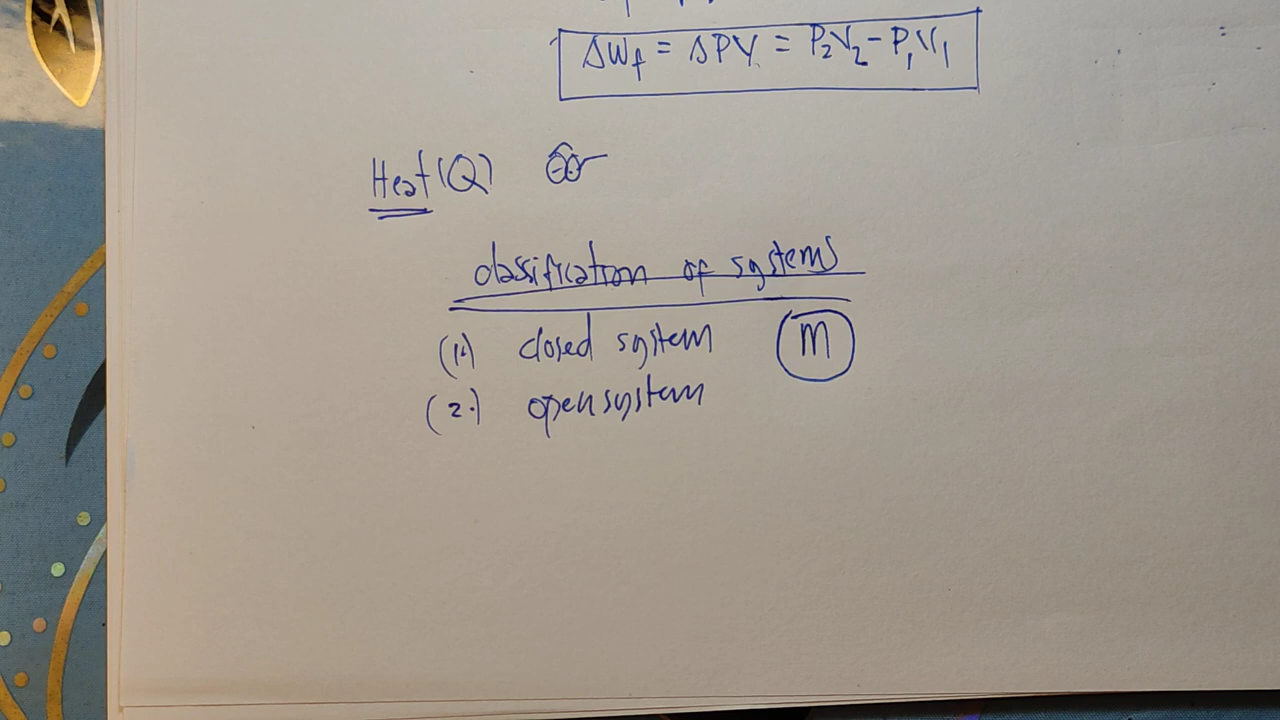 ΔWf = ΔPV = P2V2 - P1V1
Heat (Q)
classification of systems
(1.) closed system m
(2.) open system